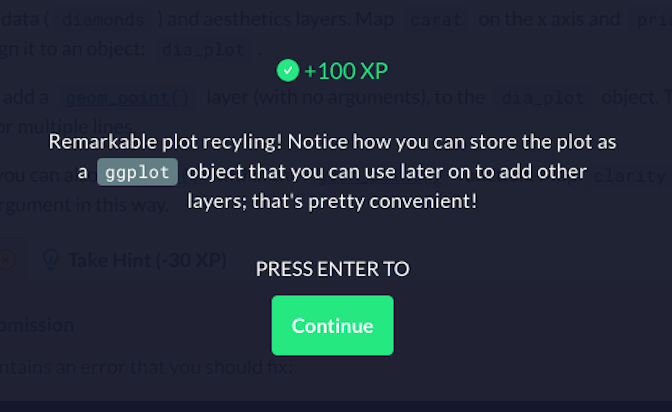 data ( diamonds ) and aesthetics layers. Map carat on the x axis and pri
gn it to an object: dia_plot .
+100 XP
add a geom_point() layer (with no arguments), to the dia_plot object. T
or multiple lines.
Remarkable plot recyling! Notice how you can store the plot as
a ggplot object that you can use later on to add other
layers; that's pretty convenient!
you can a
clarity
rgument in this way.
Take Hint (-30 XP)
PRESS ENTER TO
Continue
omission
ntains an error that you should fix: